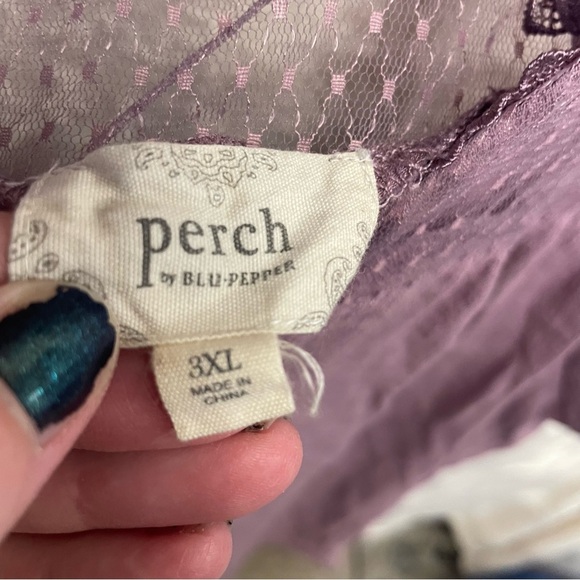 perch
by BLU·PEPPER
3XL
MADE IN
CHINA